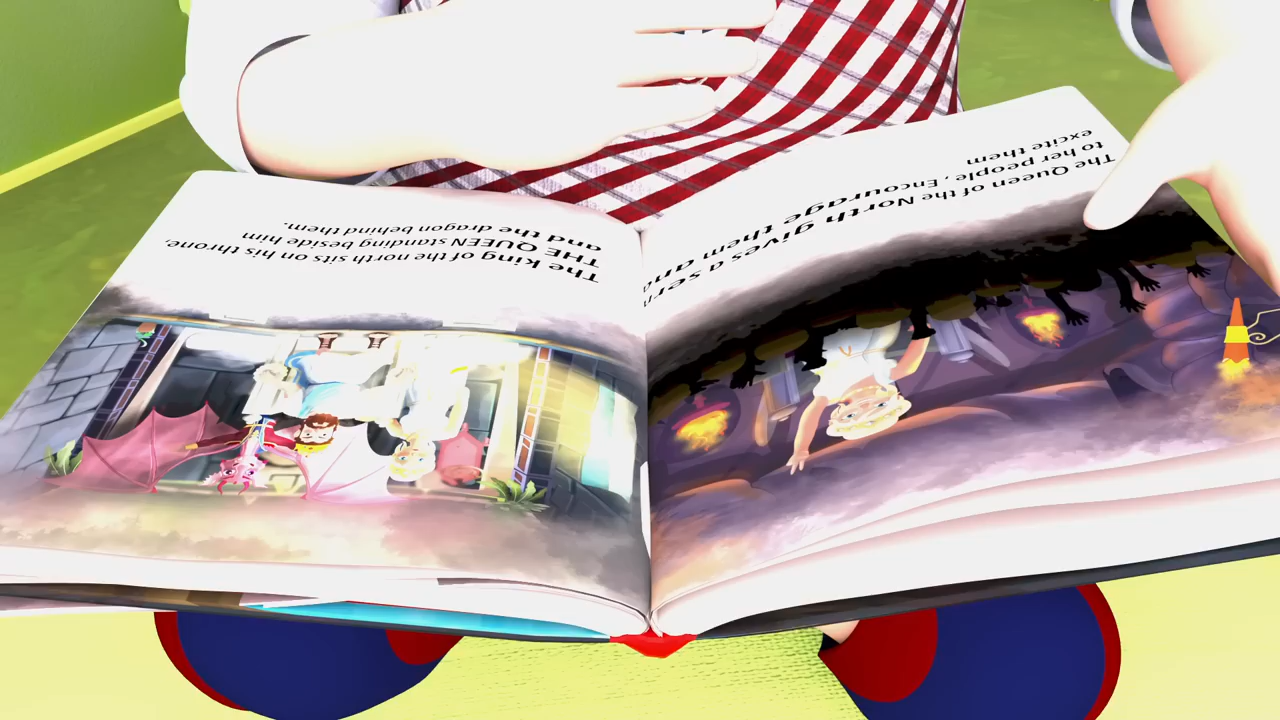 The Queen of the North gives a
to her people , Encourage them and
excite them
The king of the north sits on his throne,
THE QUEEN standing beside him
and the dragon behind them.